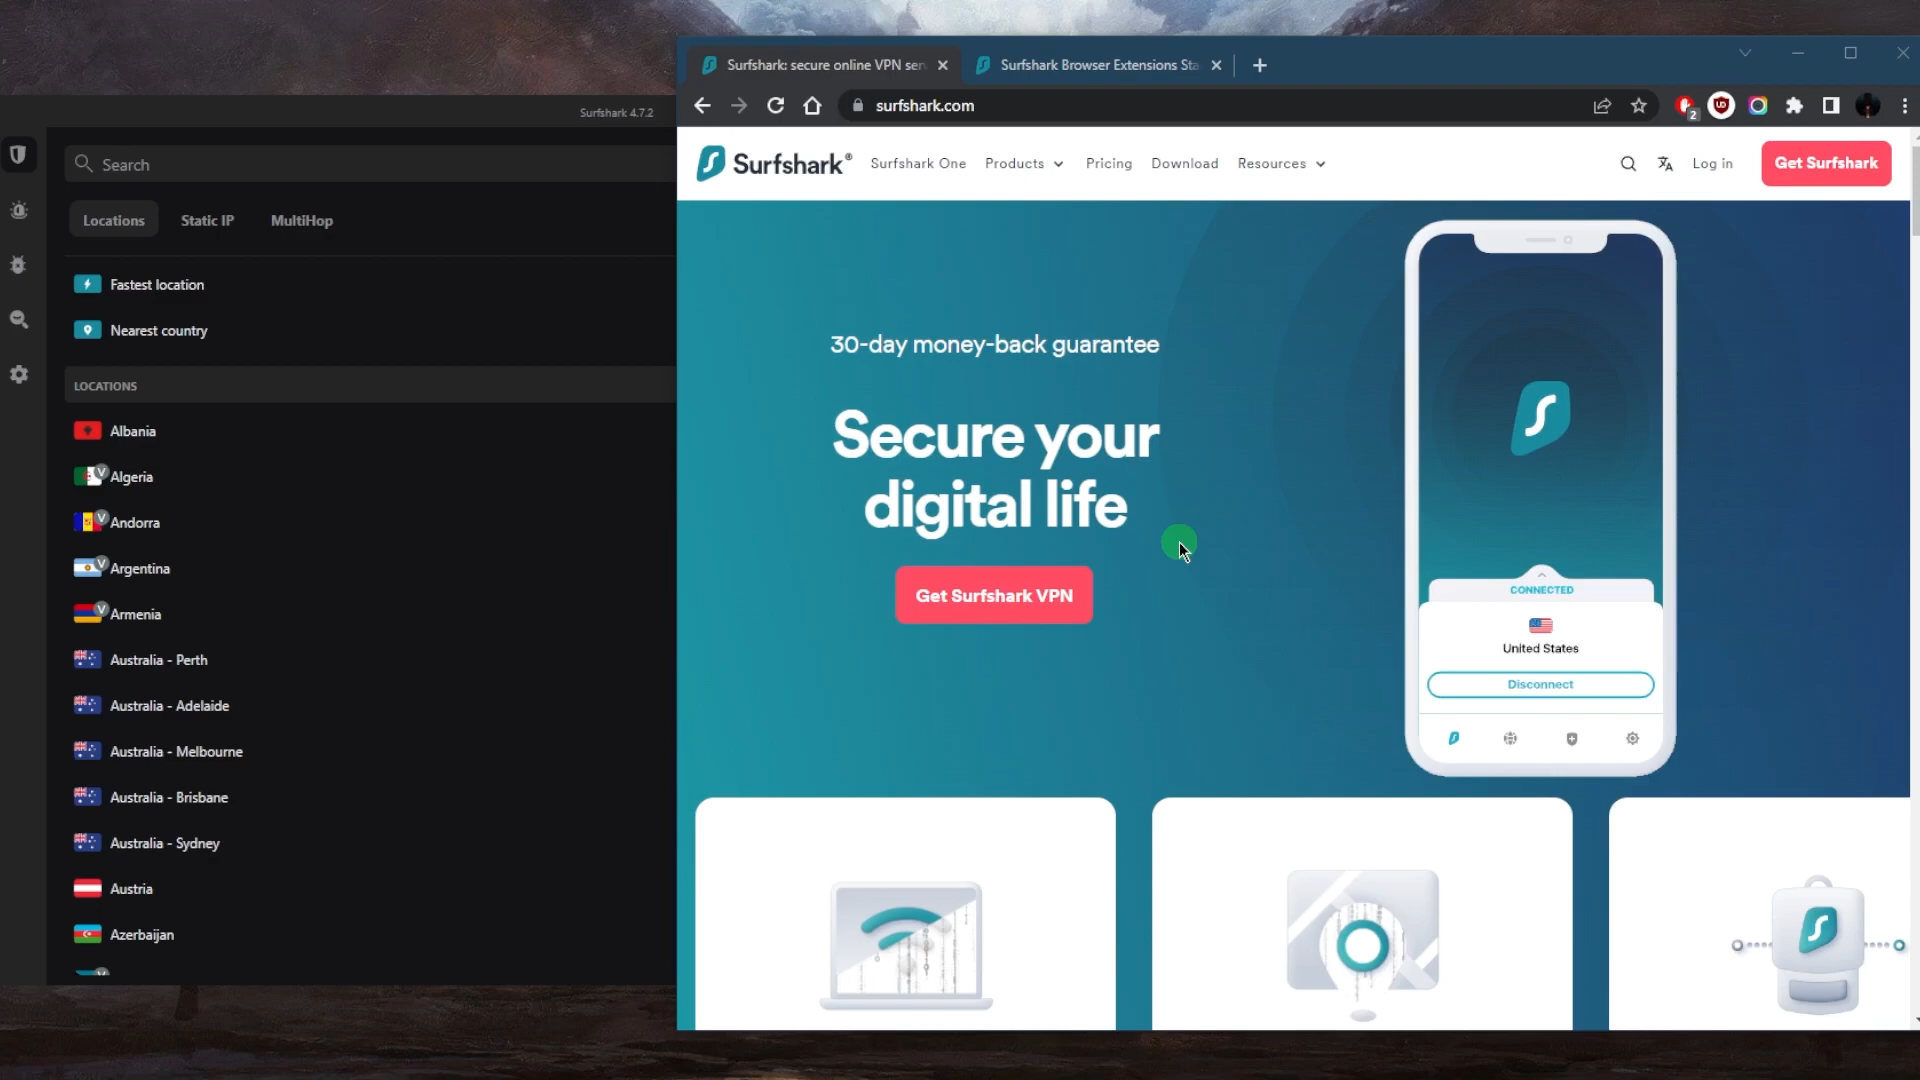 Surfshark 4.7.2
Search
Locations
Static IP
MultiHop
Fastest location
Nearest country
LOCATIONS
Albania
V
Algeria
V
Andorra
V
Argentina
V
Armenia
Australia - Perth
Australia - Adelaide
Australia - Melbourne
Australia - Brisbane
Australia - Sydney
Austria
Azerbaijan
Surfshark: secure online VPN ser
Surfshark Browser Extensions Sta
surfshark.com
2
Surfshark®
Surfshark One
Products
Pricing
Download
Resources
Log in
Get Surfshark
30-day money-back guarantee
Secure your
digital life
Get Surfshark VPN
CONNECTED
United States
Disconnect